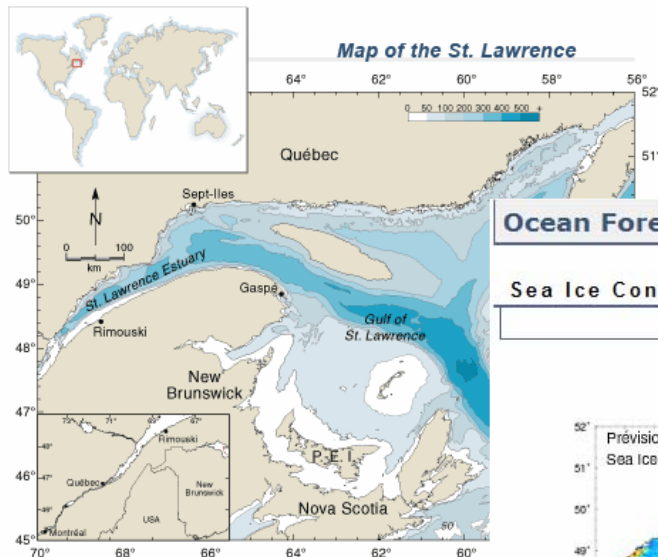 Map of the St. Lawrence
64° 62° 60° 58° 56°
52°
0 50 100 200 300 400 500 +
51°
Québec
Sept-Iles
50°
N
0 100
km
49°
St. Lawrence Estuary
Gaspé
Rimouski
Gulf of
St. Lawrence
48°
New
Brunswick
47°
P.E.I.
46°
Nova Scotia
50
45°
70° 68° 66° 64° 62° 60
Rimouski
Québec
New
Brunswick
USA
Montréal
Ocean Fore
Sea Ice Con
52°
Prévisio
Sea Ice
51°
50°
49°